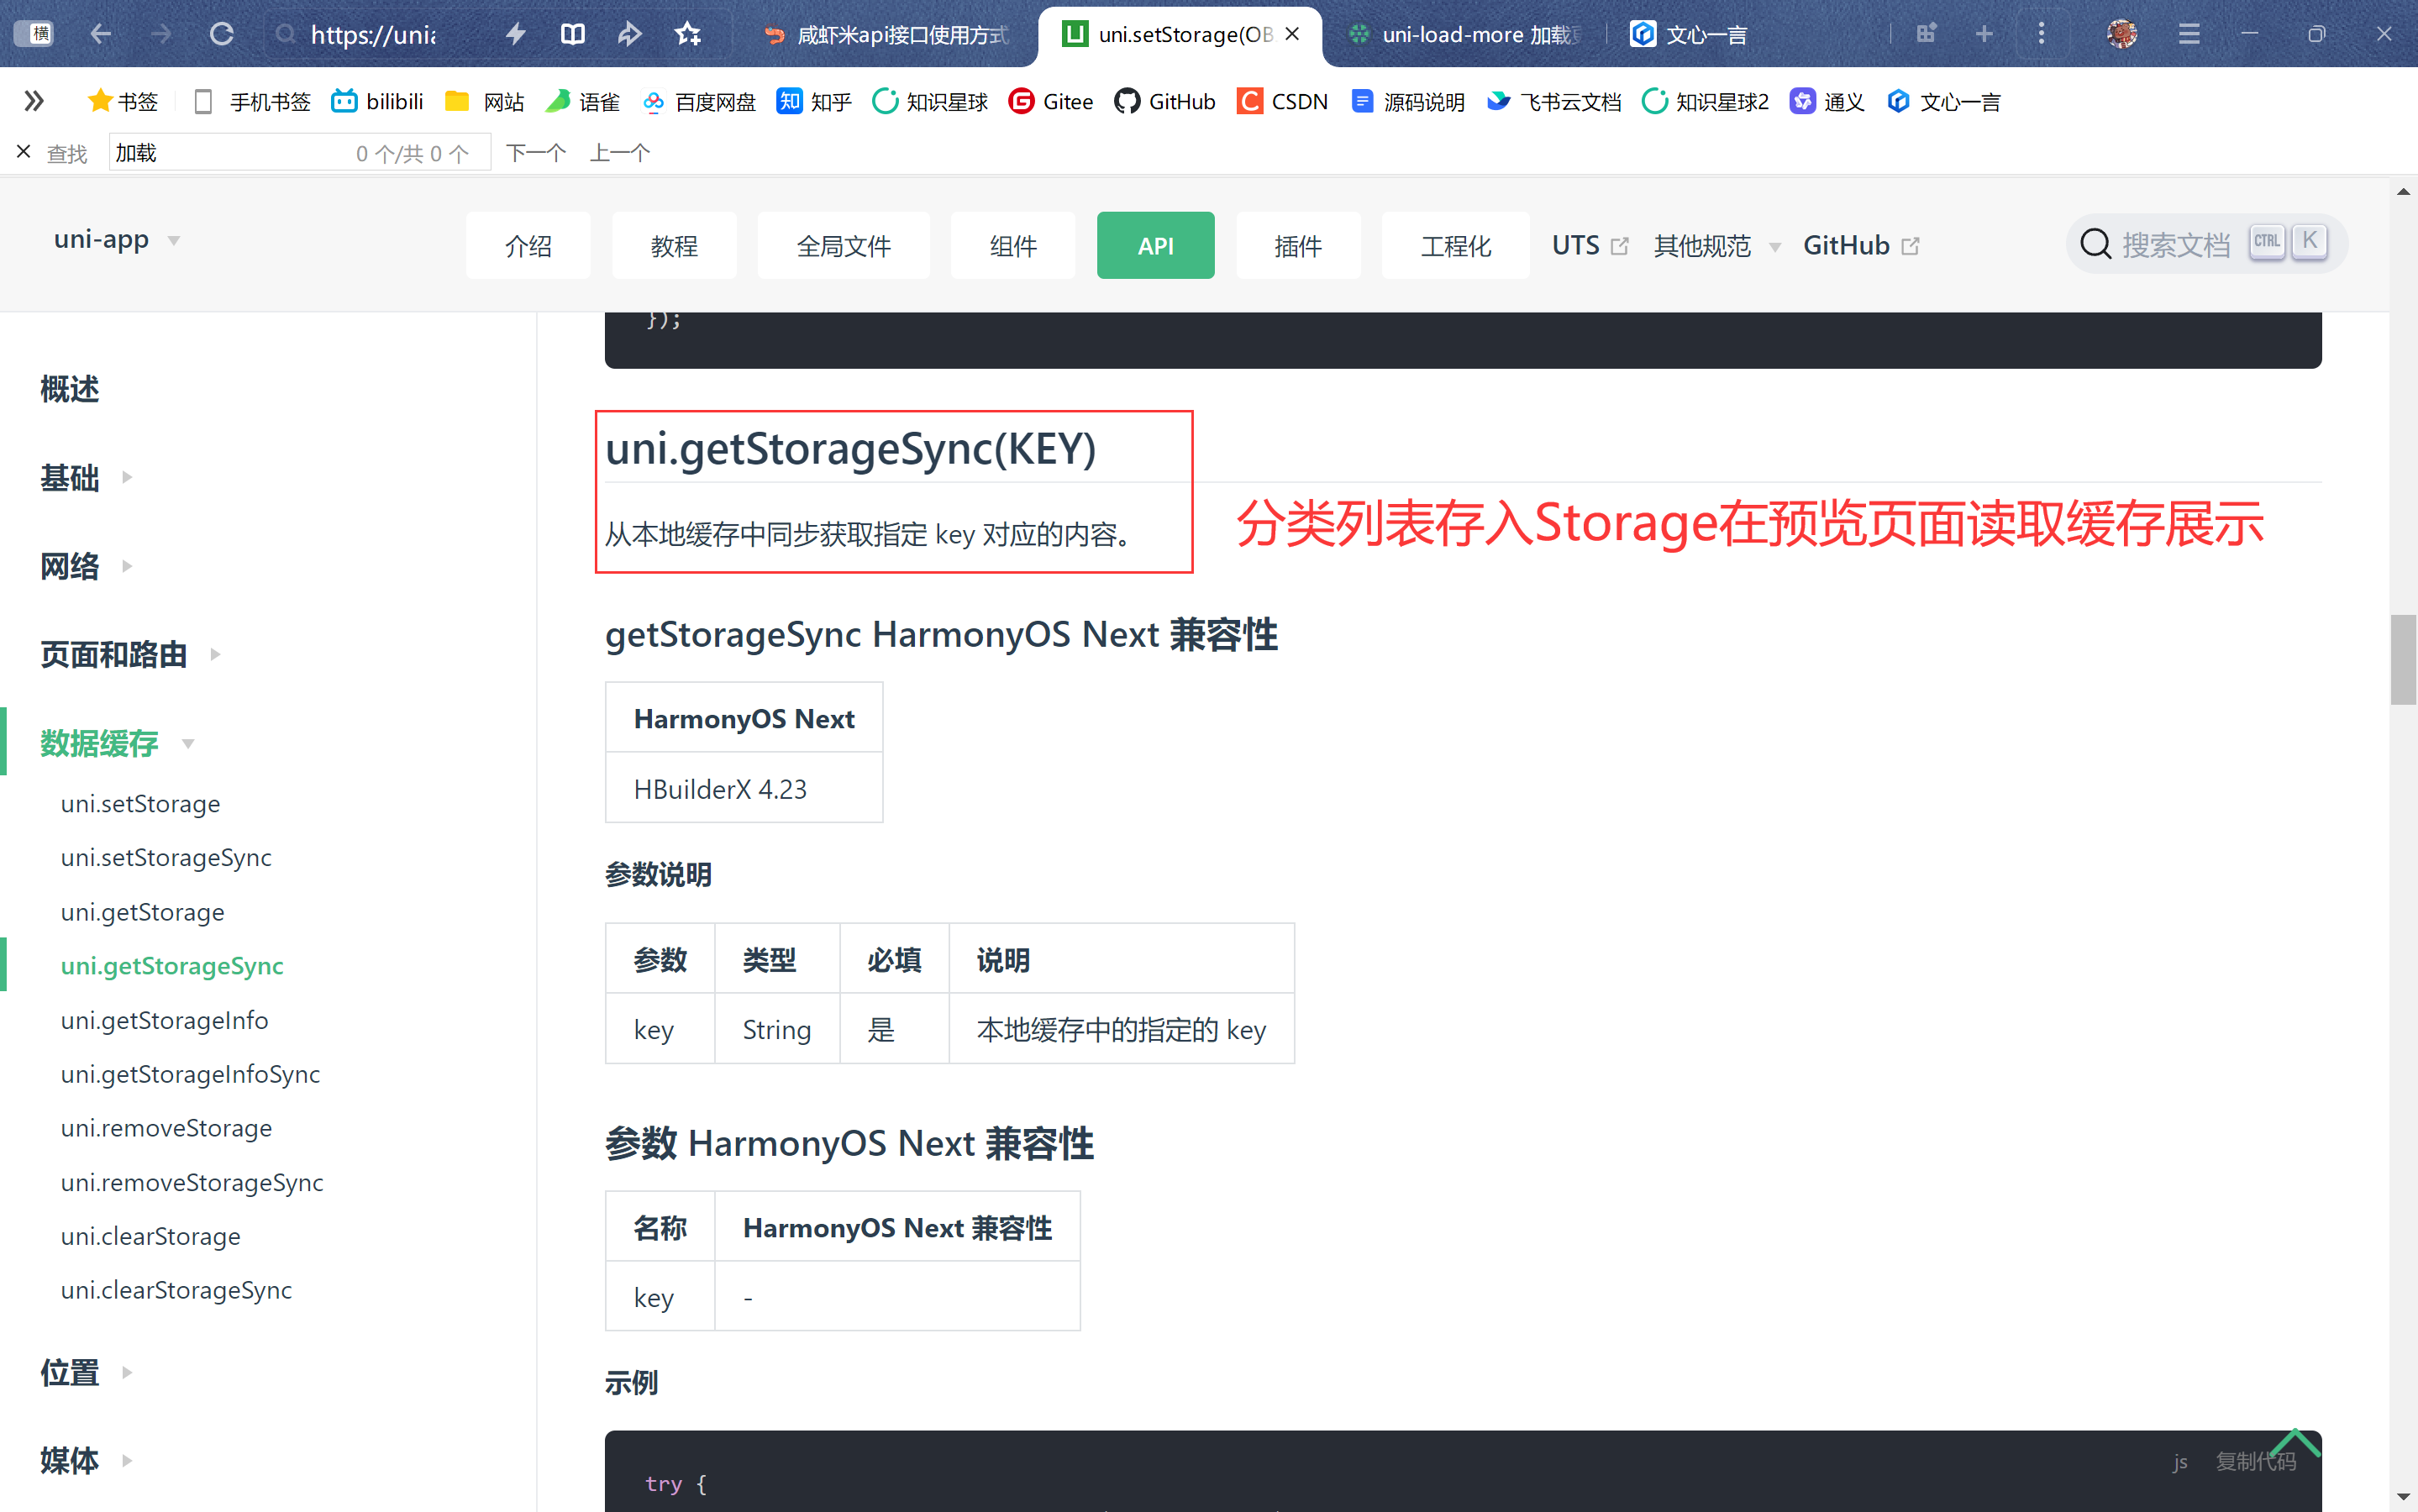 横
https://unia
咸虾米api接口使用方式
uni.setStorage(OB
uni-load-more 加载
文心一言
书签
手机书签
bilibili
网站
语雀
百度网盘
知乎
知识星球
Gitee
GitHub
CSDN
源码说明
飞书云文档
知识星球2
通义
文心一言
查找
加载
0 个/共 0 个
下一个
上一个
uni-app
介绍
教程
全局文件
组件
API
插件
工程化
UTS
其他规范
GitHub
搜索文档
CTRL
K
概述
基础
网络
页面和路由
数据缓存
uni.setStorage
uni.setStorageSync
uni.getStorage
uni.getStorageSync
uni.getStorageInfo
uni.getStorageInfoSync
uni.removeStorage
uni.removeStorageSync
uni.clearStorage
uni.clearStorageSync
位置
媒体
});
uni.getStorageSync(KEY)
从本地缓存中同步获取指定 key 对应的内容。
分类列表存入Storage在预览页面读取缓存展示
getStorageSync HarmonyOS Next 兼容性
HarmonyOS Next
HBuilderX 4.23
参数说明
参数 类型 必填 说明
key String 是 本地缓存中的指定的 key
参数 HarmonyOS Next 兼容性
名称 HarmonyOS Next 兼容性
key -
示例
js 复制代码
try {